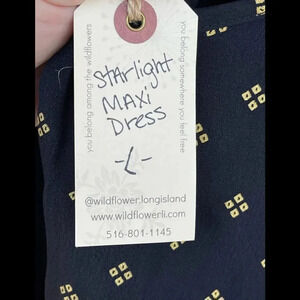 you belong among the wildflowers
you belong somewhere you feel free
Starlight
Maxi
Dress
-L-
@wildflower.longisland
www.wildflowerli.com
516-801-1145